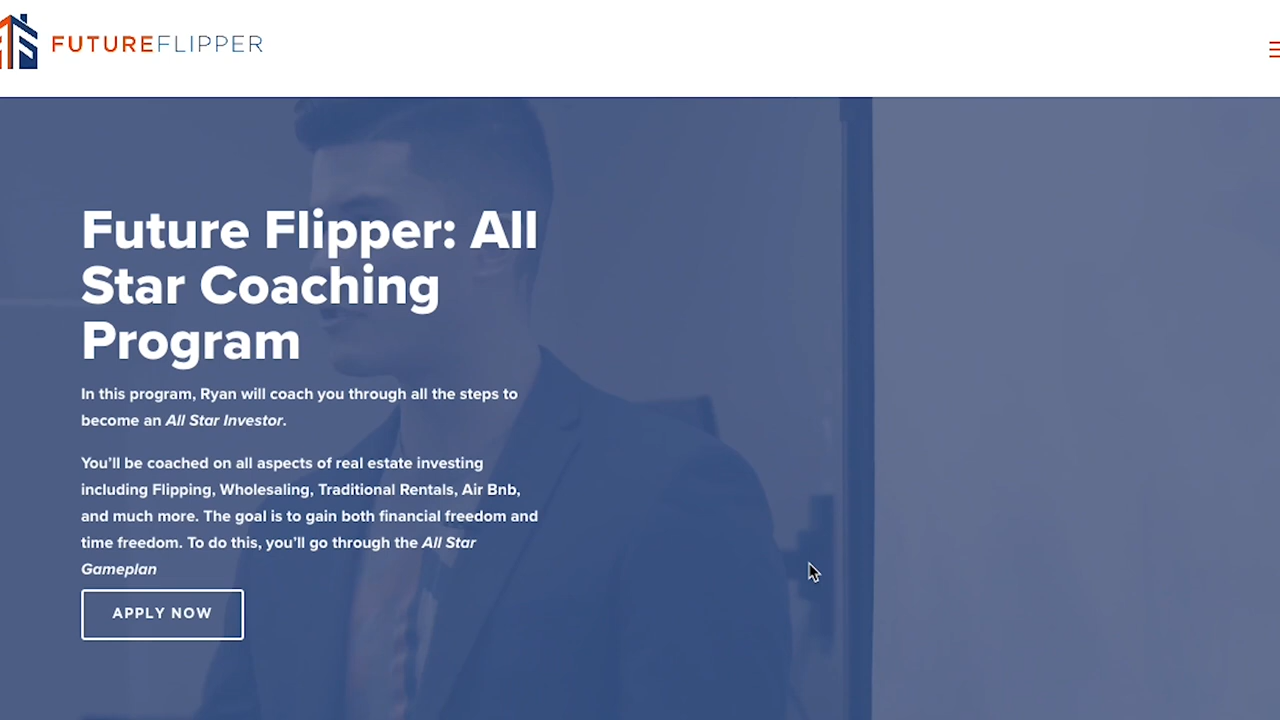 FUTUREFLIPPER
Future Flipper: All
Star Coaching
Program
In this program, Ryan will coach you through all the steps to
become an All Star Investor.
You’ll be coached on all aspects of real estate investing
including Flipping, Wholesaling, Traditional Rentals, Air Bnb,
and much more. The goal is to gain both financial freedom and
time freedom. To do this, you’ll go through the All Star
Gameplan
APPLY NOW